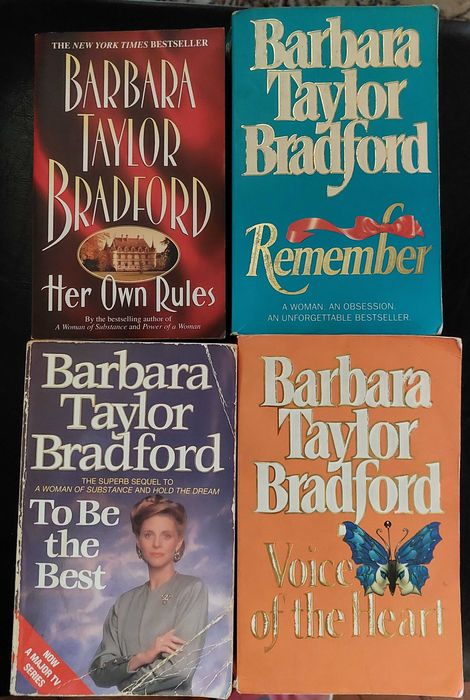 THE NEW YORK TIMES BESTSELLER
BARBARA
TAYLOR
BRADFORD
Her Own Rules
By the bestselling author of
A Woman of Substance and Power of a Woman
Barbara
Taylor
Bradford
Remember
A WOMAN. AN OBSESSION.
AN UNFORGETTABLE BESTSELLER.
Barbara
Taylor
Bradford
THE SUPERB SEQUEL TO
A WOMAN OF SUBSTANCE AND HOLD THE DREAM
To Be
the
Best
NOW
A MAJOR TV
SERIES
Barbara
Taylor
Bradford
Voice
of the Heart